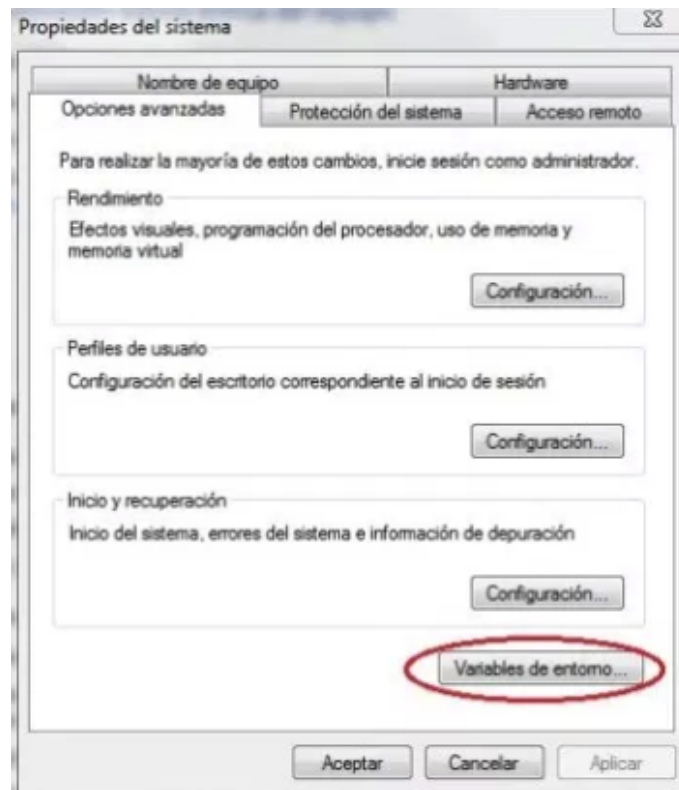 Propiedades del sistema
Nombre de equipo
Hardware
Opciones avanzadas
Protección del sistema
Acceso remoto
Para realizar la mayoría de estos cambios, inicie sesión como administrador.
Rendimiento
Efectos visuales, programación del procesador, uso de memoria y
memoria virtual
Configuración...
Perfiles de usuario
Configuración del escritorio correspondiente al inicio de sesión
Configuración...
Inicio y recuperación
Inicio del sistema, errores del sistema e información de depuración
Configuración...
Variables de entorno...
Aceptar
Cancelar
Aplicar